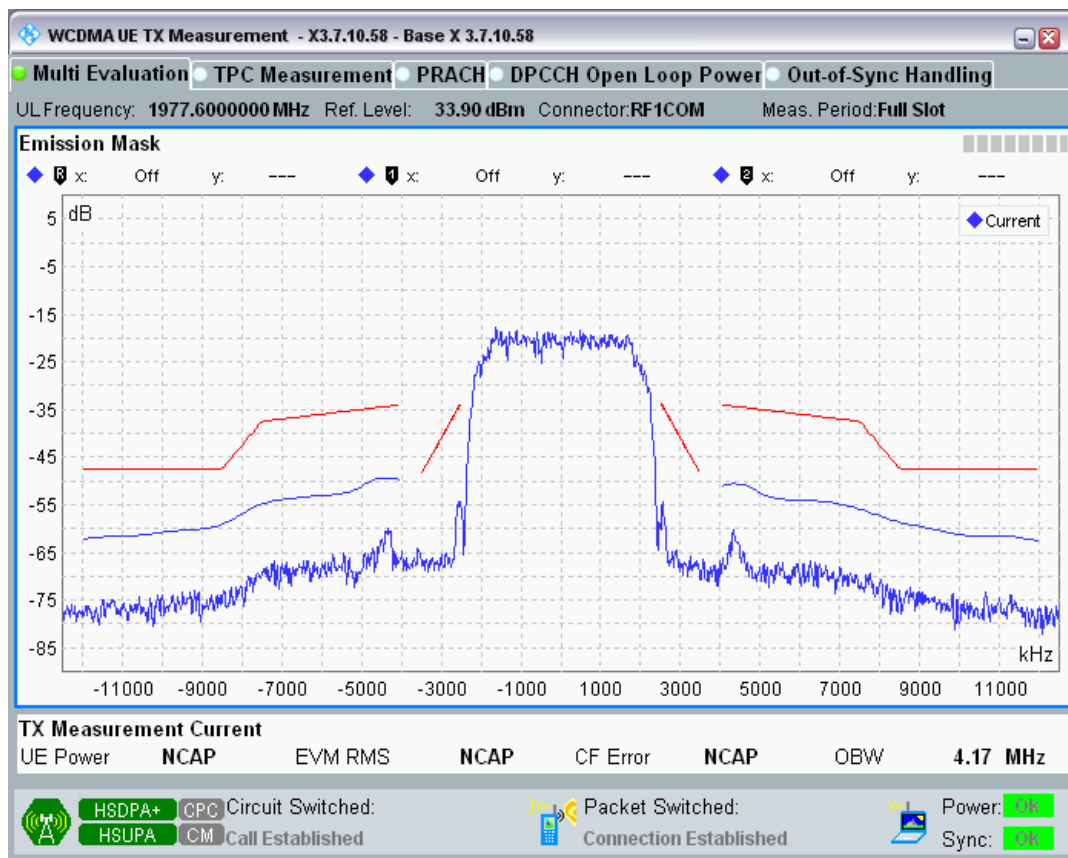 WCDMA UE TX Measurement - X3.7.10.58 - Base X 3.7.10.58
Multi Evaluation TPC Measurement PRACH DPCCH Open Loop Power Out-of-Sync Handling
UL Frequency: 1977.6000000 MHz Ref. Level: 33.90 dBm Connector:RF1COM Meas. Period:Full Slot
Emission Mask
R x: Off y: --- 1 x: Off y: --- 2 x: Off y: ---
dB
Current
5
-5
-15
-25
-35
-45
-55
-65
-75
-85
kHz
-11000 -9000 -7000 -5000 -3000 -1000 1000 3000 5000 7000 9000 11000
TX Measurement Current
UE Power NCAP EVM RMS NCAP CF Error NCAP OBW 4.17 MHz
HSDPA+ CPC Circuit Switched: Packet Switched: Power: Ok
HSUPA CM Call Established Connection Established Sync: Ok